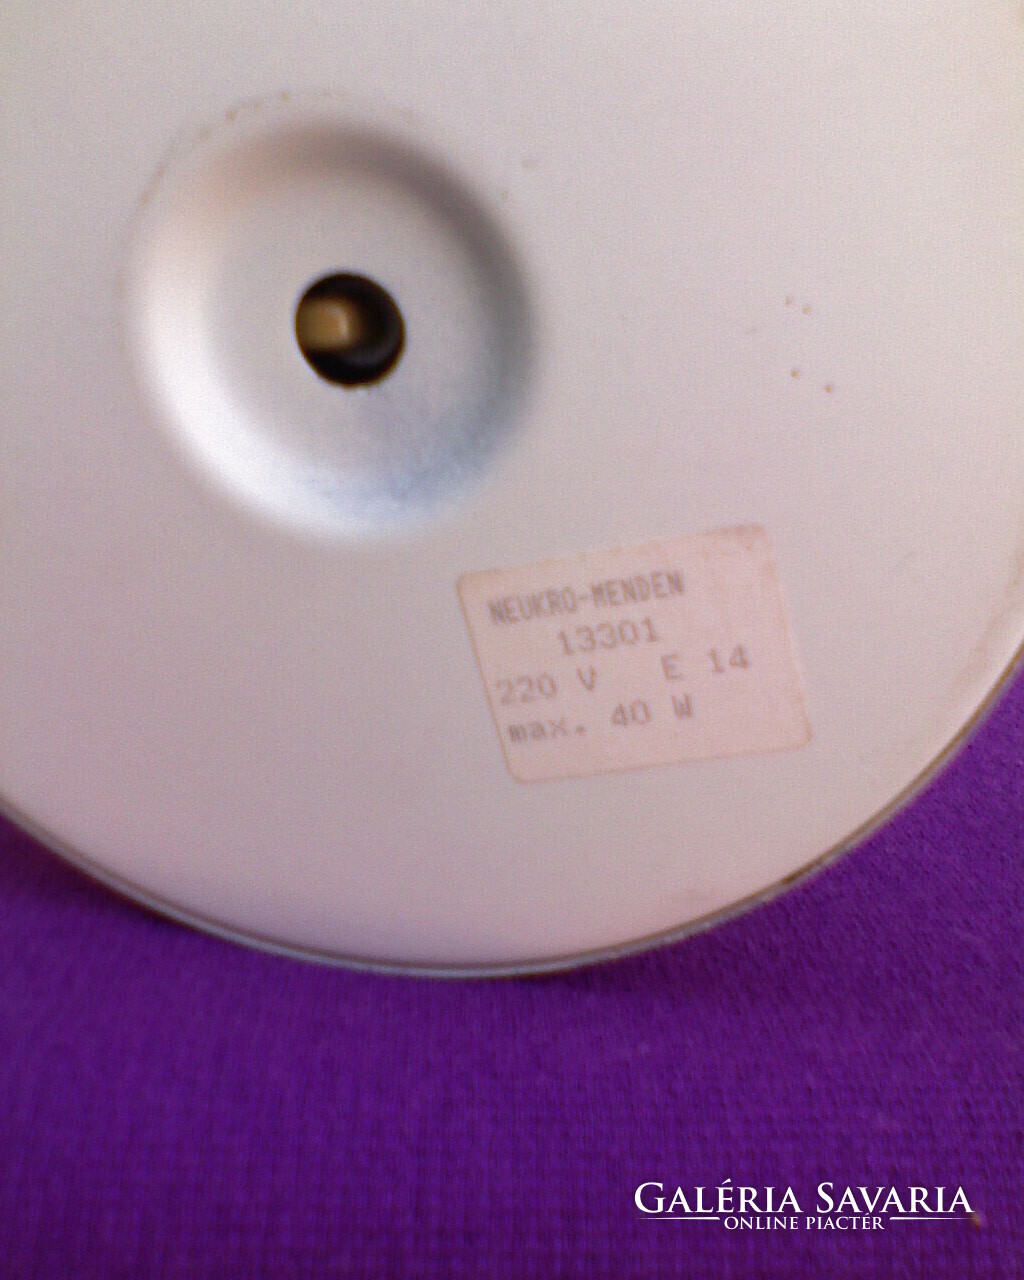 NEUKRO-MENDEN
13301
220 V E 14
max. 40 W
GALÉRIA SAVARIA
ONLINE PIACTÉR